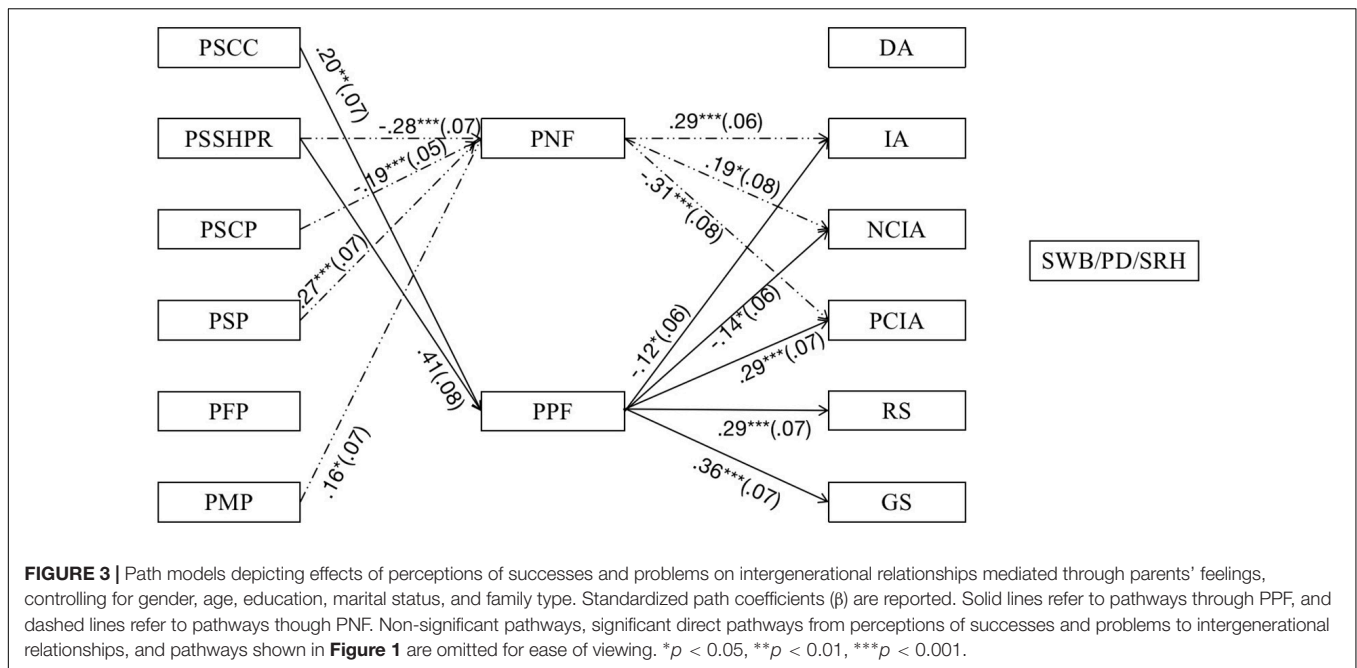 PSCC
DA
.20**(.07)
PSSHPR
-.28***(.07)
PNF
.29***(.06)
IA
.19*(.08)
-.19***(.05)
-.31***(.08)
PSCP
NCIA
SWB/PD/SRH
.27***(.07)
PSP
-.12*(.06)
-.14*(.06)
PCIA
.41(.08)
.29***(.07)
PFP
PPF
.29***(.07)
RS
.16*(.07)
.36***(.07)
PMP
GS
FIGURE 3 | Path models depicting effects of perceptions of successes and problems on intergenerational relationships mediated through parents' feelings,
controlling for gender, age, education, marital status, and family type. Standardized path coefficients (β) are reported. Solid lines refer to pathways through PPF, and
dashed lines refer to pathways though PNF. Non-significant pathways, significant direct pathways from perceptions of successes and problems to intergenerational
relationships, and pathways shown in Figure 1 are omitted for ease of viewing. *p < 0.05, **p < 0.01, ***p < 0.001.